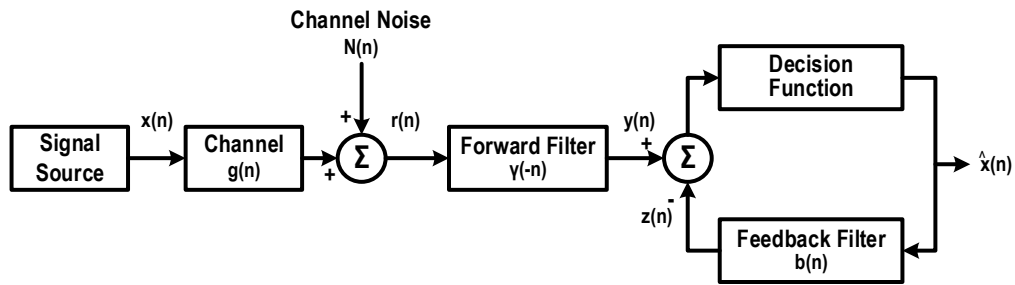 Channel Noise
N(n)
Decision
Function
x(n)
+
r(n)
y(n)
+
Signal
Source
Channel
g(n)
+
Σ
Forward Filter
γ(-n)
Σ
x̂(n)
z(n)
-
Feedback Filter
b(n)